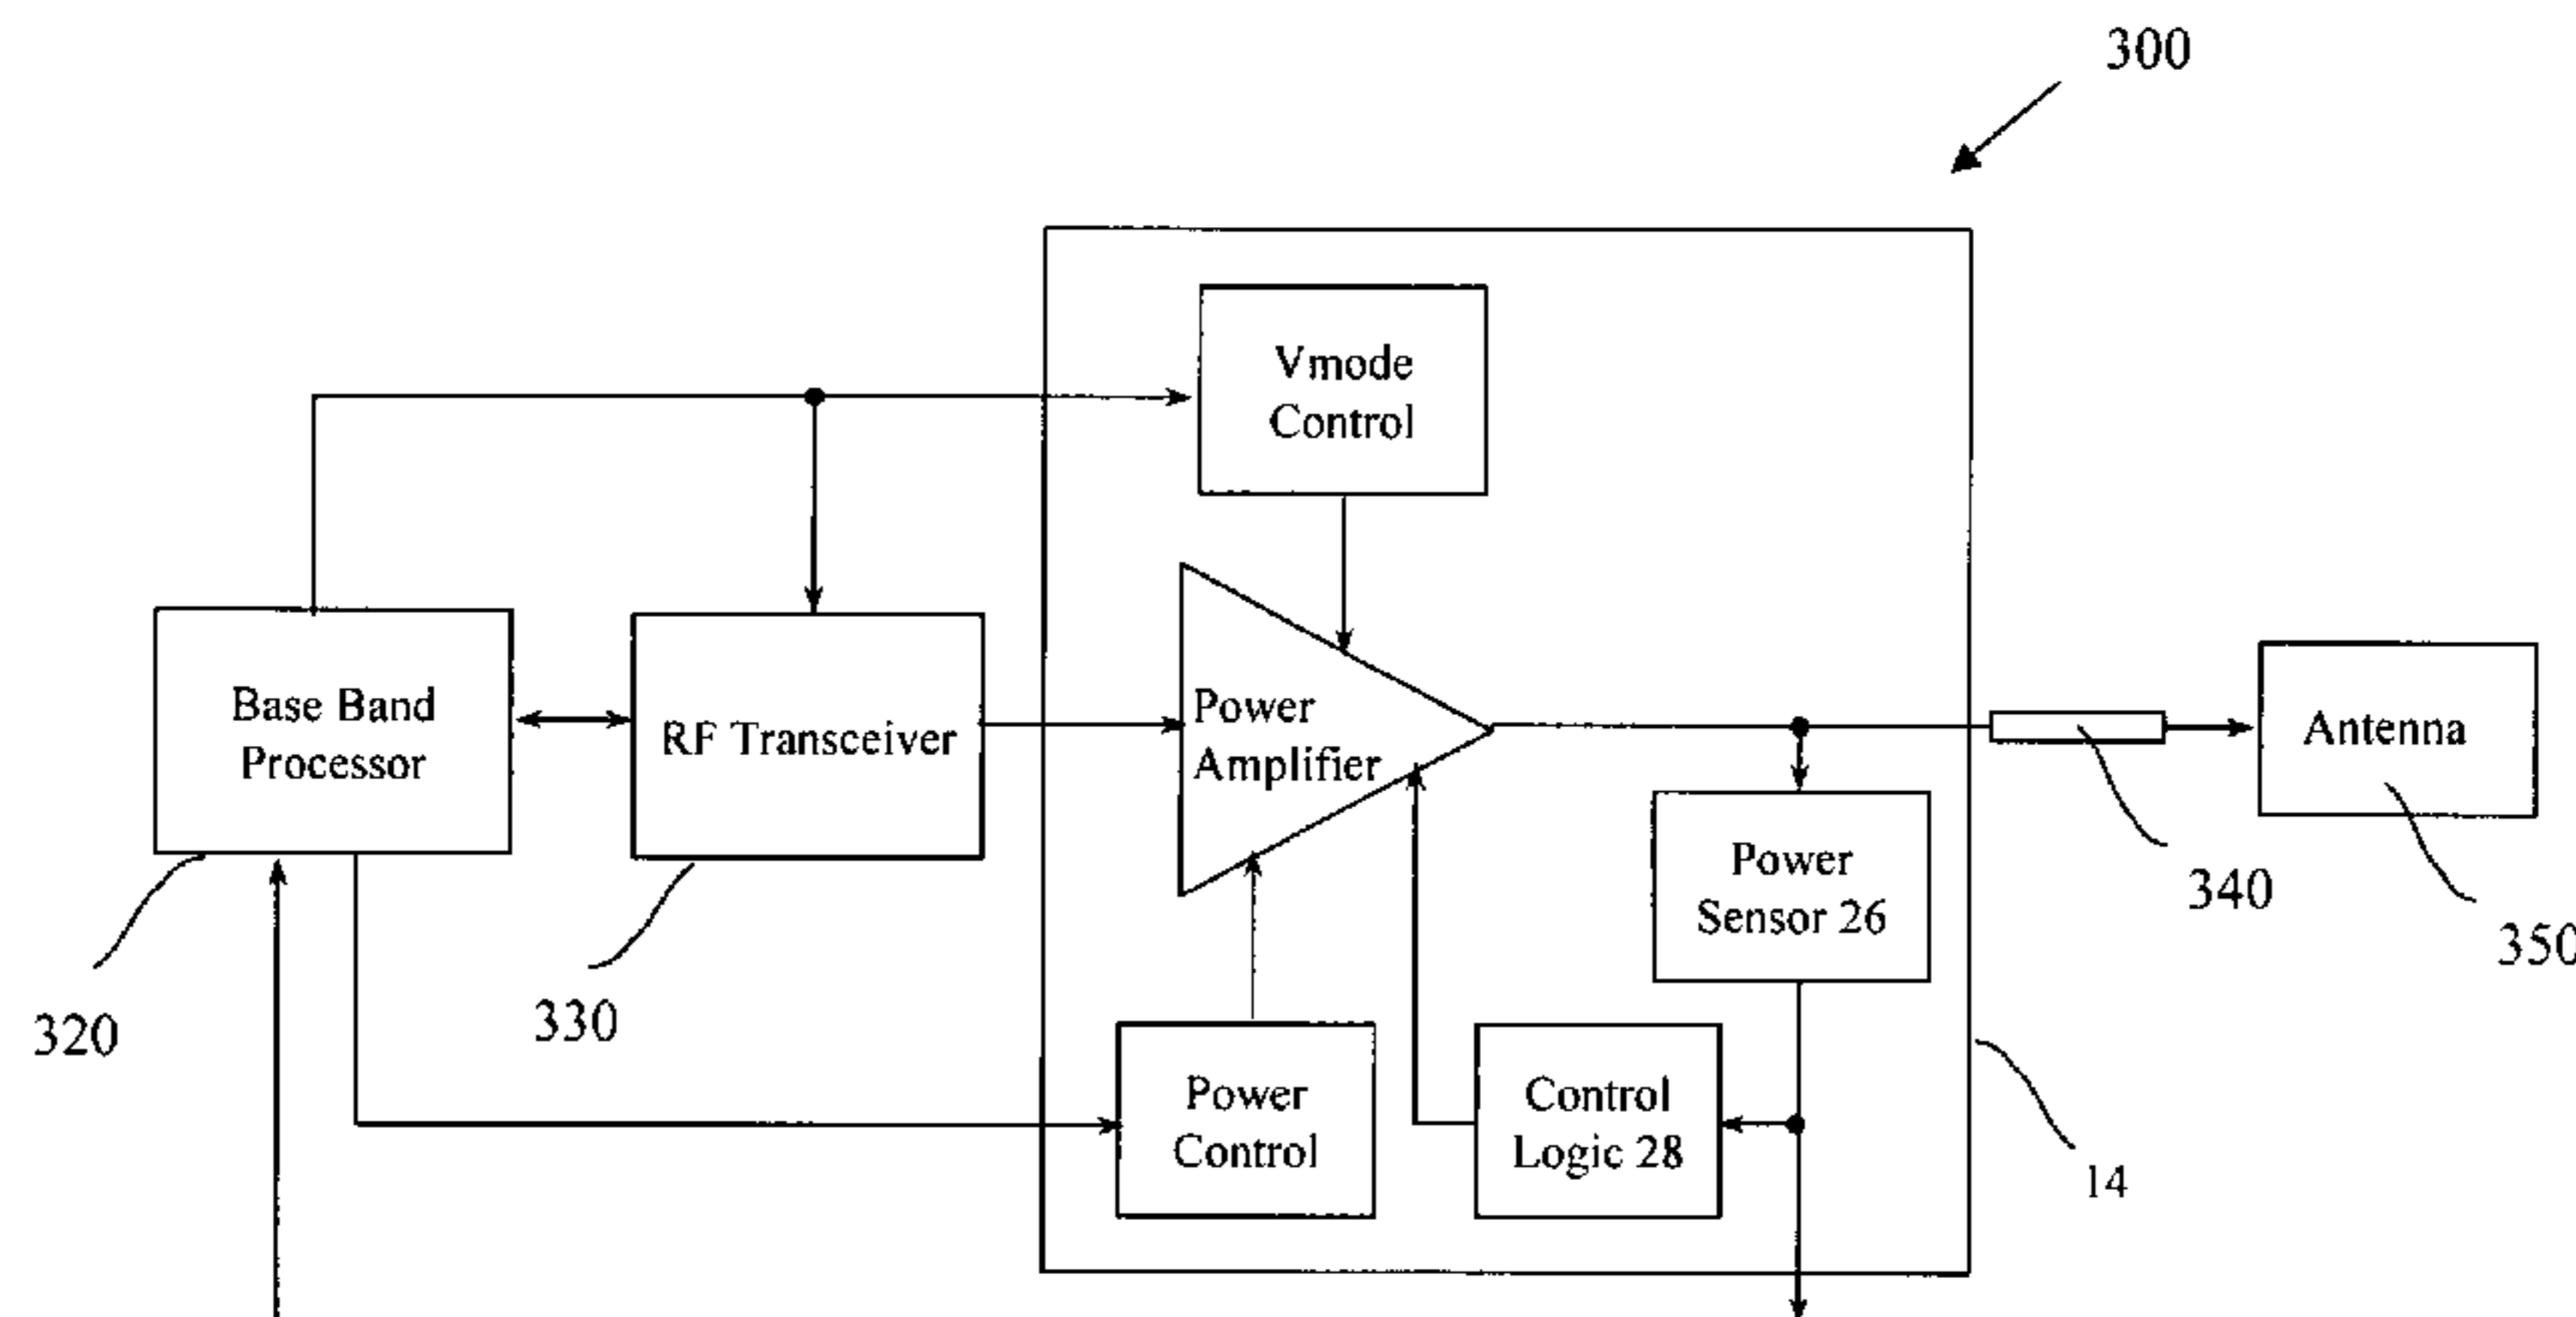 300
Vmode
Control
Base Band
Processor
RF Transceiver
Power
Amplifier
Antenna
Power
Sensor 26
340
350
320
330
Power
Control
Control
Logic 28
14